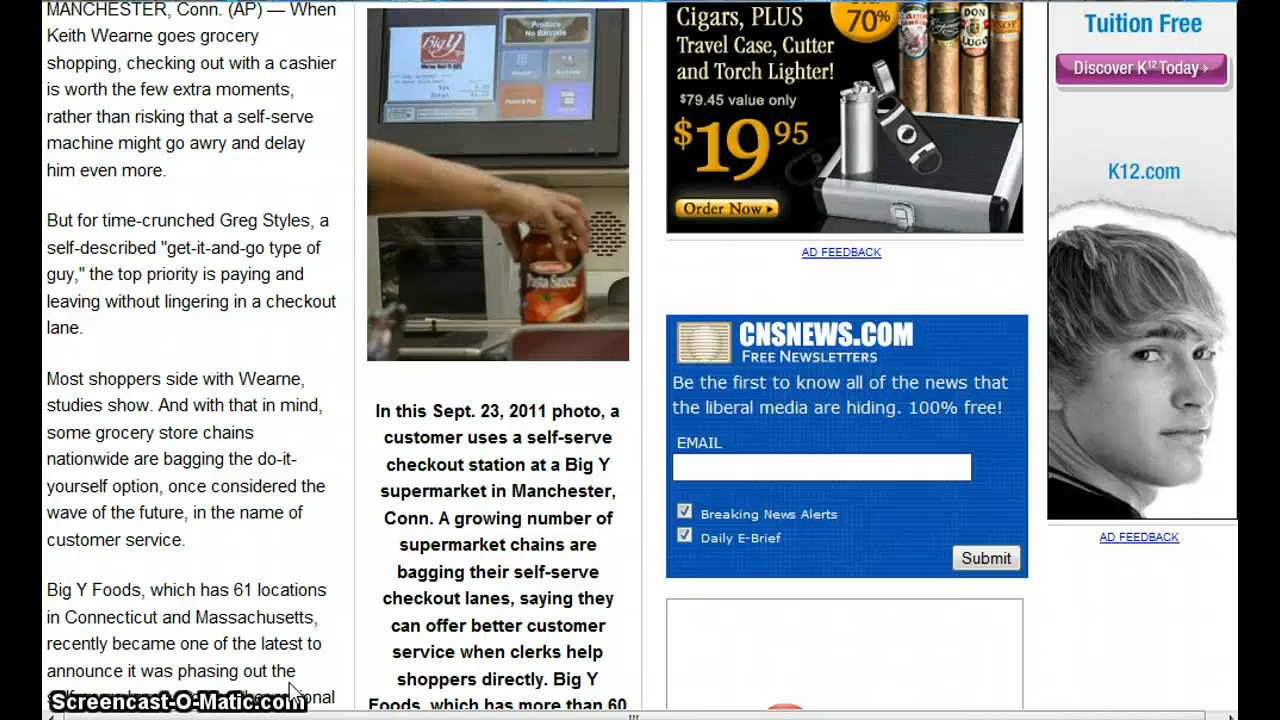 MANCHESTER, Conn. (AP) — When
Keith Wearne goes grocery
shopping, checking out with a cashier
is worth the few extra moments,
rather than risking that a self-serve
machine might go awry and delay
him even more.
But for time-crunched Greg Styles, a
self-described "get-it-and-go type of
guy," the top priority is paying and
leaving without lingering in a checkout
lane.
Most shoppers side with Wearne,
studies show. And with that in mind,
some grocery store chains
nationwide are bagging the do-it-
yourself option, once considered the
wave of the future, in the name of
customer service.
Big Y Foods, which has 61 locations
in Connecticut and Massachusetts,
recently became one of the latest to
announce it was phasing out the
Screencast-O-Matic.com
Produce
No Barcode
Big Y
Pasta Sauce
In this Sept. 23, 2011 photo, a
customer uses a self-serve
checkout station at a Big Y
supermarket in Manchester,
Conn. A growing number of
supermarket chains are
bagging their self-serve
checkout lanes, saying they
can offer better customer
service when clerks help
shoppers directly. Big Y
Foods, which has more than 60
Cigars, PLUS
Travel Case, Cutter
and Torch Lighter!
$79.45 value only
$19.95
Order Now
70%
DON
LUGO
AD FEEDBACK
CNSNEWS.COM
FREE NEWSLETTERS
Be the first to know all of the news that
the liberal media are hiding. 100% free!
EMAIL
Breaking News Alerts
Daily E-Brief
Submit
Tuition Free
Discover K12 Today
K12.com
AD FEEDBACK